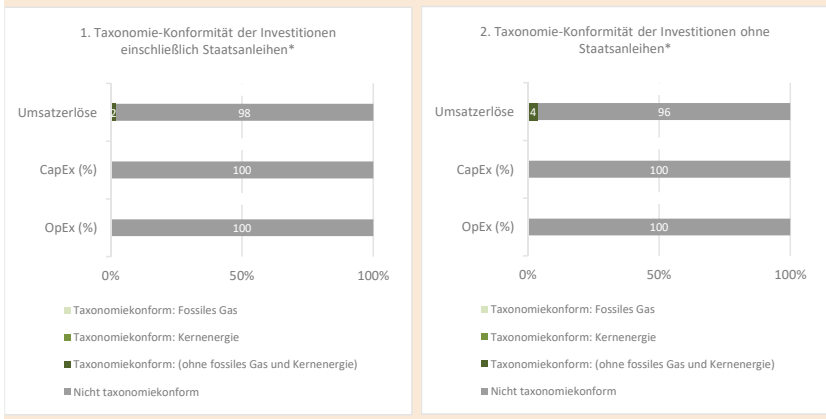 1. Taxonomie-Konformität der Investitionen
einschließlich Staatsanleihen*
Umsatzerlöse
2
98
CapEx (%)
100
OpEx (%)
100
0%
50%
100%
Taxonomiekonform: Fossiles Gas
Taxonomiekonform: Kernenergie
Taxonomiekonform: (ohne fossiles Gas und Kernenergie)
Nicht taxonomiekonform
2. Taxonomie-Konformität der Investitionen ohne
Staatsanleihen*
Umsatzerlöse
4
96
CapEx (%)
100
OpEx (%)
100
0%
50%
100%
Taxonomiekonform: Fossiles Gas
Taxonomiekonform: Kernenergie
Taxonomiekonform: (ohne fossiles Gas und Kernenergie)
Nicht taxonomiekonform